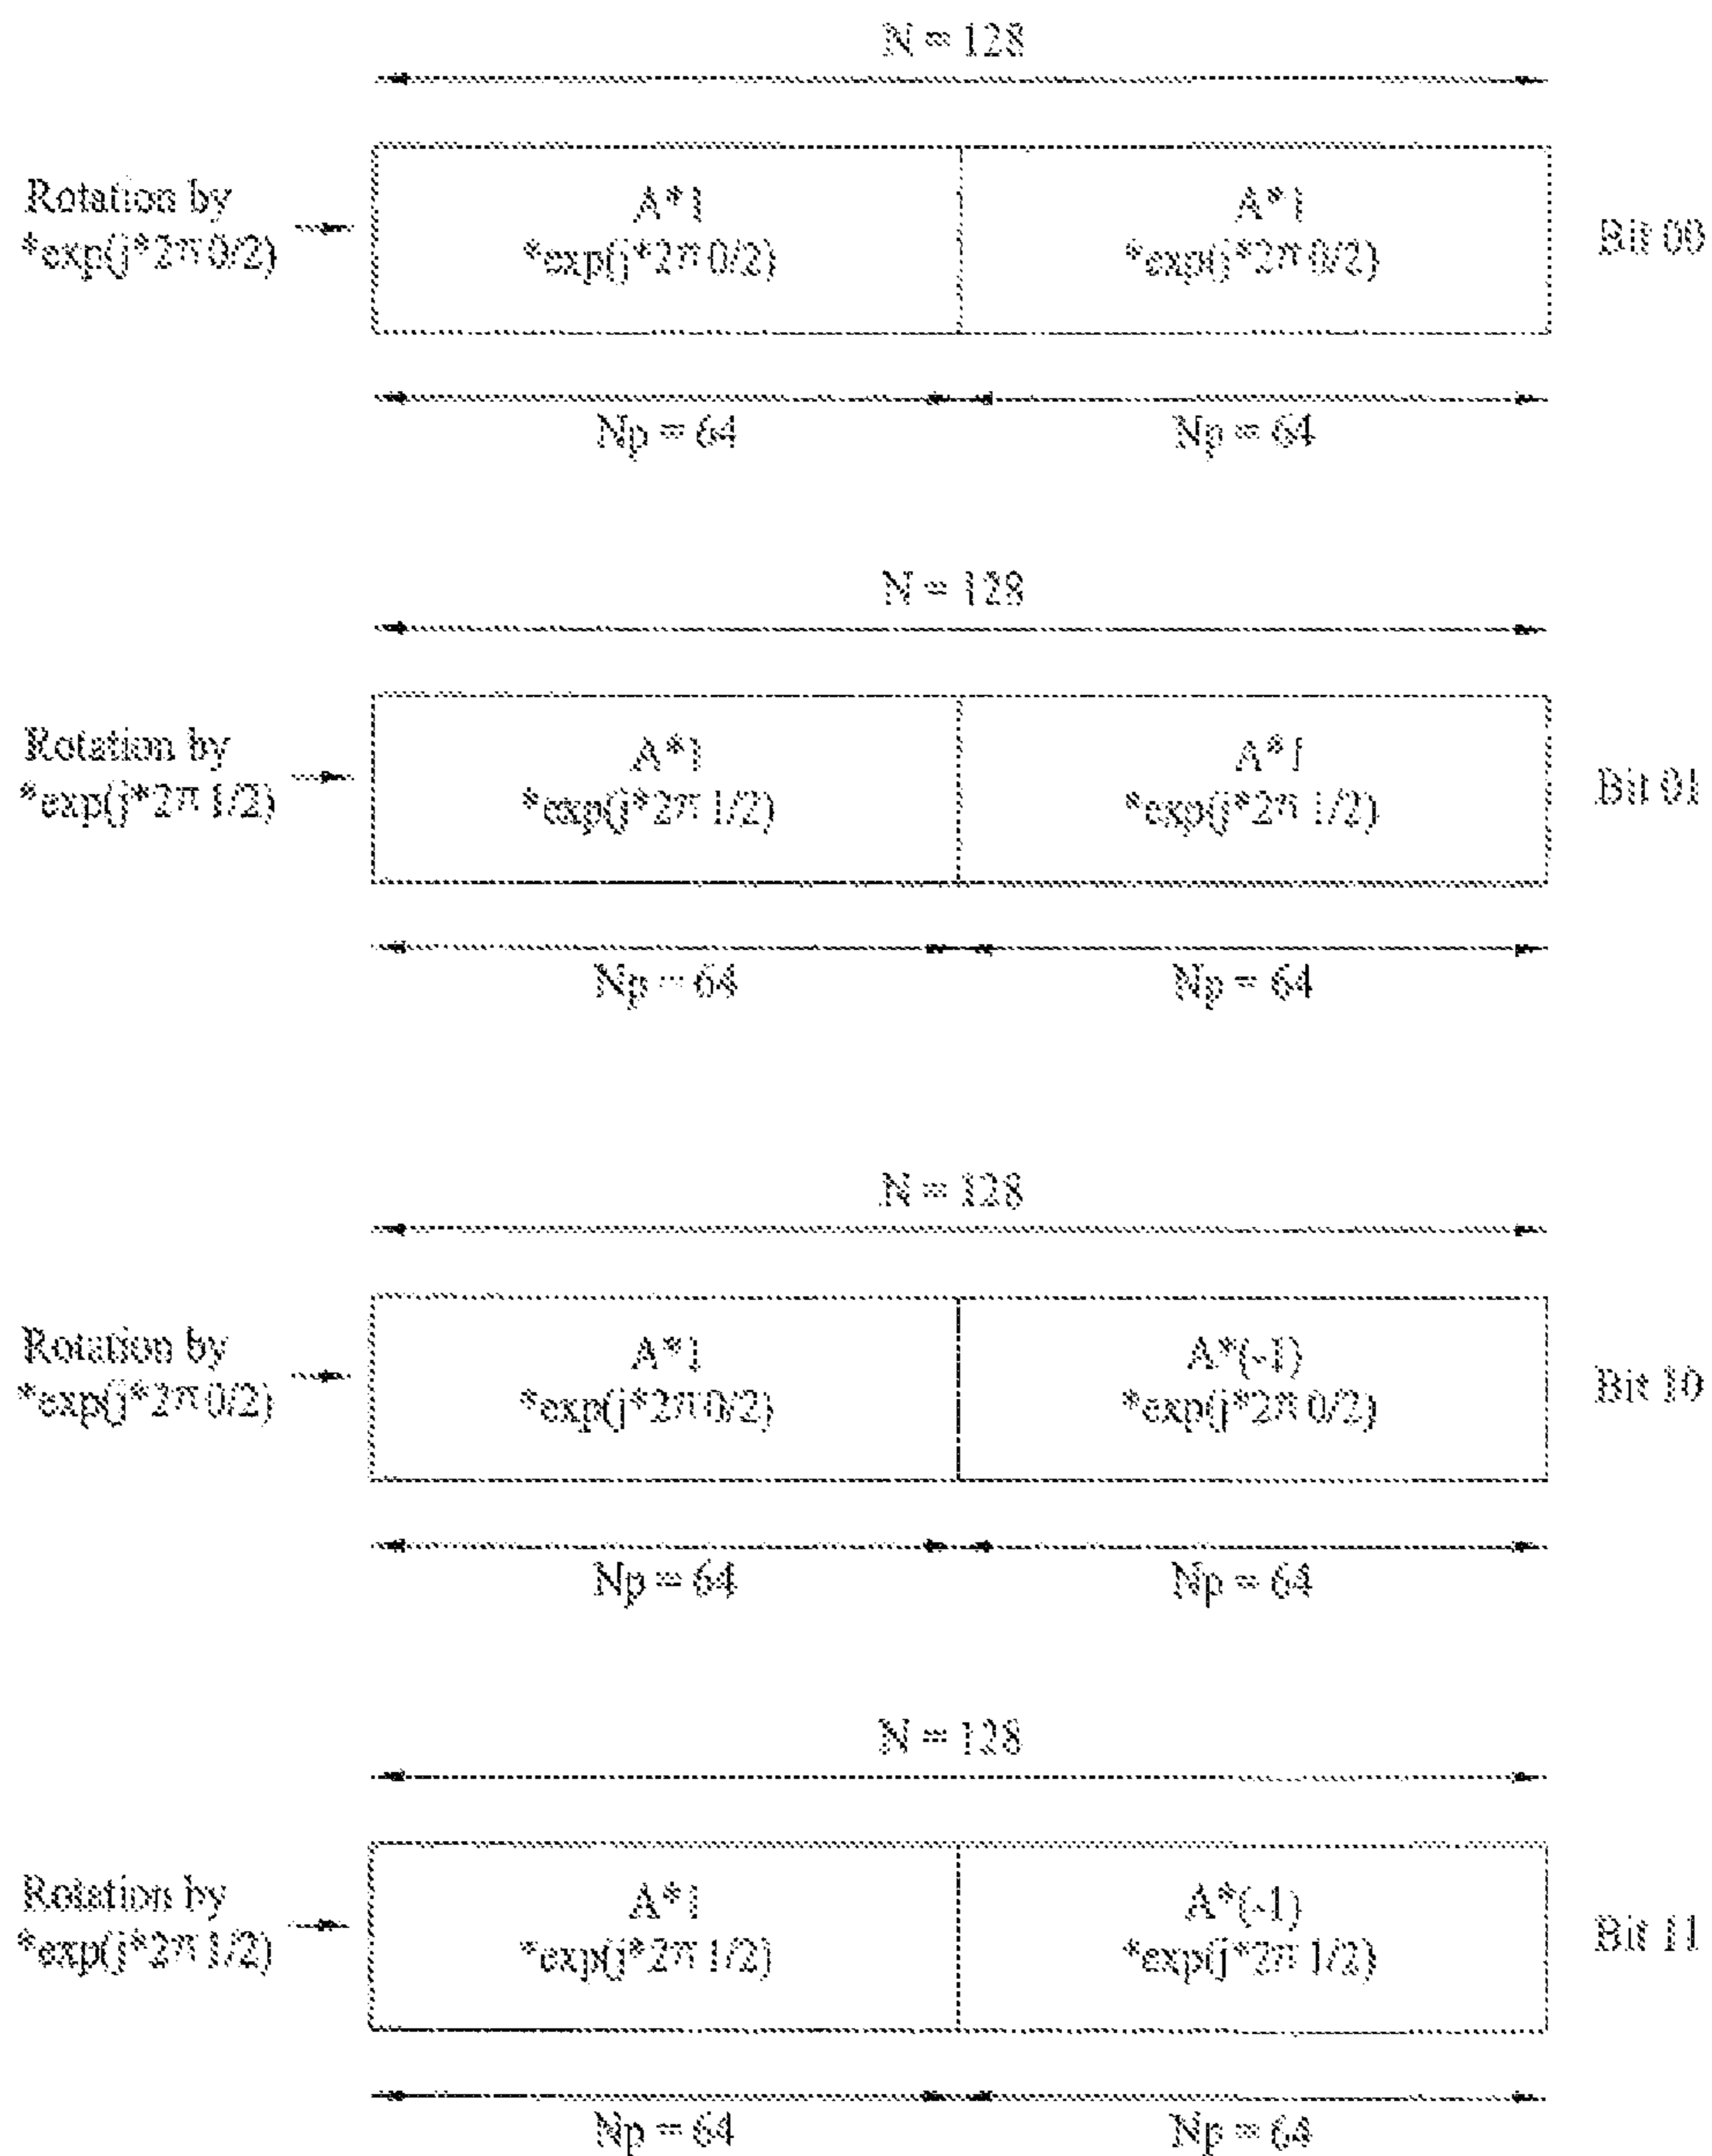 N = 128
Rotation by
*exp(j*2π 0/2)
A*1
*exp(j*2π 0/2)
A*1
*exp(j*2π 0/2)
Bit 00
Np = 64
Np = 64
N = 128
Rotation by
*exp(j*2π 1/2)
A*1
*exp(j*2π 1/2)
A*1
*exp(j*2π 1/2)
Bit 01
Np = 64
Np = 64
N = 128
Rotation by
*exp(j*2π 0/2)
A*1
*exp(j*2π 0/2)
A*(-1)
*exp(j*2π 0/2)
Bit 10
Np = 64
Np = 64
N = 128
Rotation by
*exp(j*2π 1/2)
A*1
*exp(j*2π 1/2)
A*(-1)
*exp(j*2π 1/2)
Bit 11
Np = 64
Np = 64